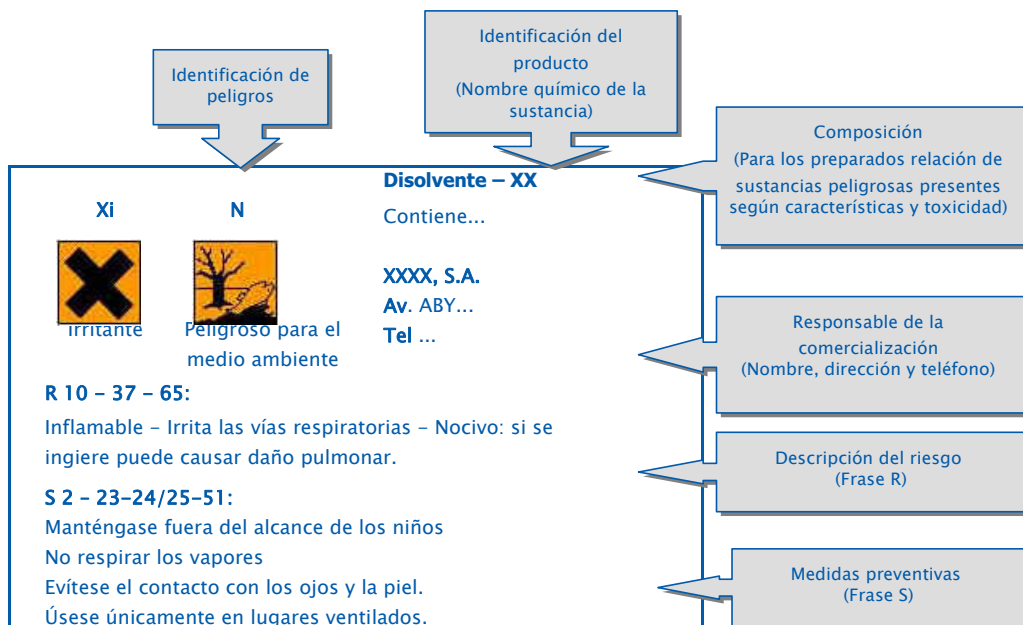 Identificación de
peligros
Identificación del
producto
(Nombre químico de la
sustancia)
Composición
(Para los preparados relación de
sustancias peligrosas presentes
según características y toxicidad)
Disolvente – XX
Xi
N
Contiene...
XXXX, S.A.
Av. ABY...
Tel ...
Irritante
Peligroso para el
medio ambiente
Responsable de la
comercialización
(Nombre, dirección y teléfono)
R 10 – 37 – 65:
Inflamable – Irrita las vías respiratorias – Nocivo: si se
ingiere puede causar daño pulmonar.
Descripción del riesgo
(Frase R)
S 2 – 23–24/25–51:
Manténgase fuera del alcance de los niños
No respirar los vapores
Evítese el contacto con los ojos y la piel.
Úsese únicamente en lugares ventilados.
Medidas preventivas
(Frase S)